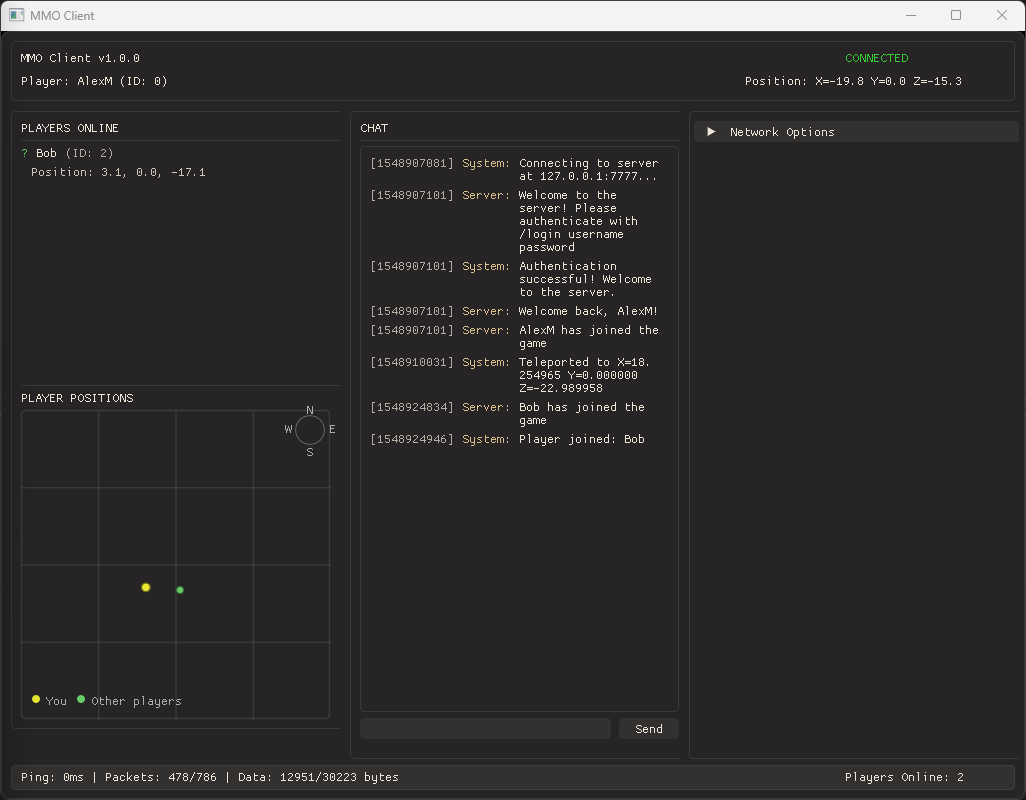 MMO Client
MMO Client v1.0.0
CONNECTED
Player: AlexM (ID: 0)
Position: X=-19.8 Y=0.0 Z=-15.3
PLAYERS ONLINE
? Bob (ID: 2)
Position: 3.1, 0.0, -17.1
PLAYER POSITIONS
N
W E
S
You Other players
CHAT
[1548907081] System: Connecting to server
at 127.0.0.1:7777...
[1548907101] Server: Welcome to the
server! Please
authenticate with
/login username
password
[1548907101] System: Authentication
successful! Welcome
to the server.
[1548907101] Server: Welcome back, AlexM!
[1548907101] Server: AlexM has joined the
game
[1548910031] System: Teleported to X=18.
254965 Y=0.000000
Z=-22.989958
[1548924834] Server: Bob has joined the
game
[1548924946] System: Player joined: Bob
Send
Network Options
Ping: 0ms | Packets: 478/786 | Data: 12951/30223 bytes
Players Online: 2